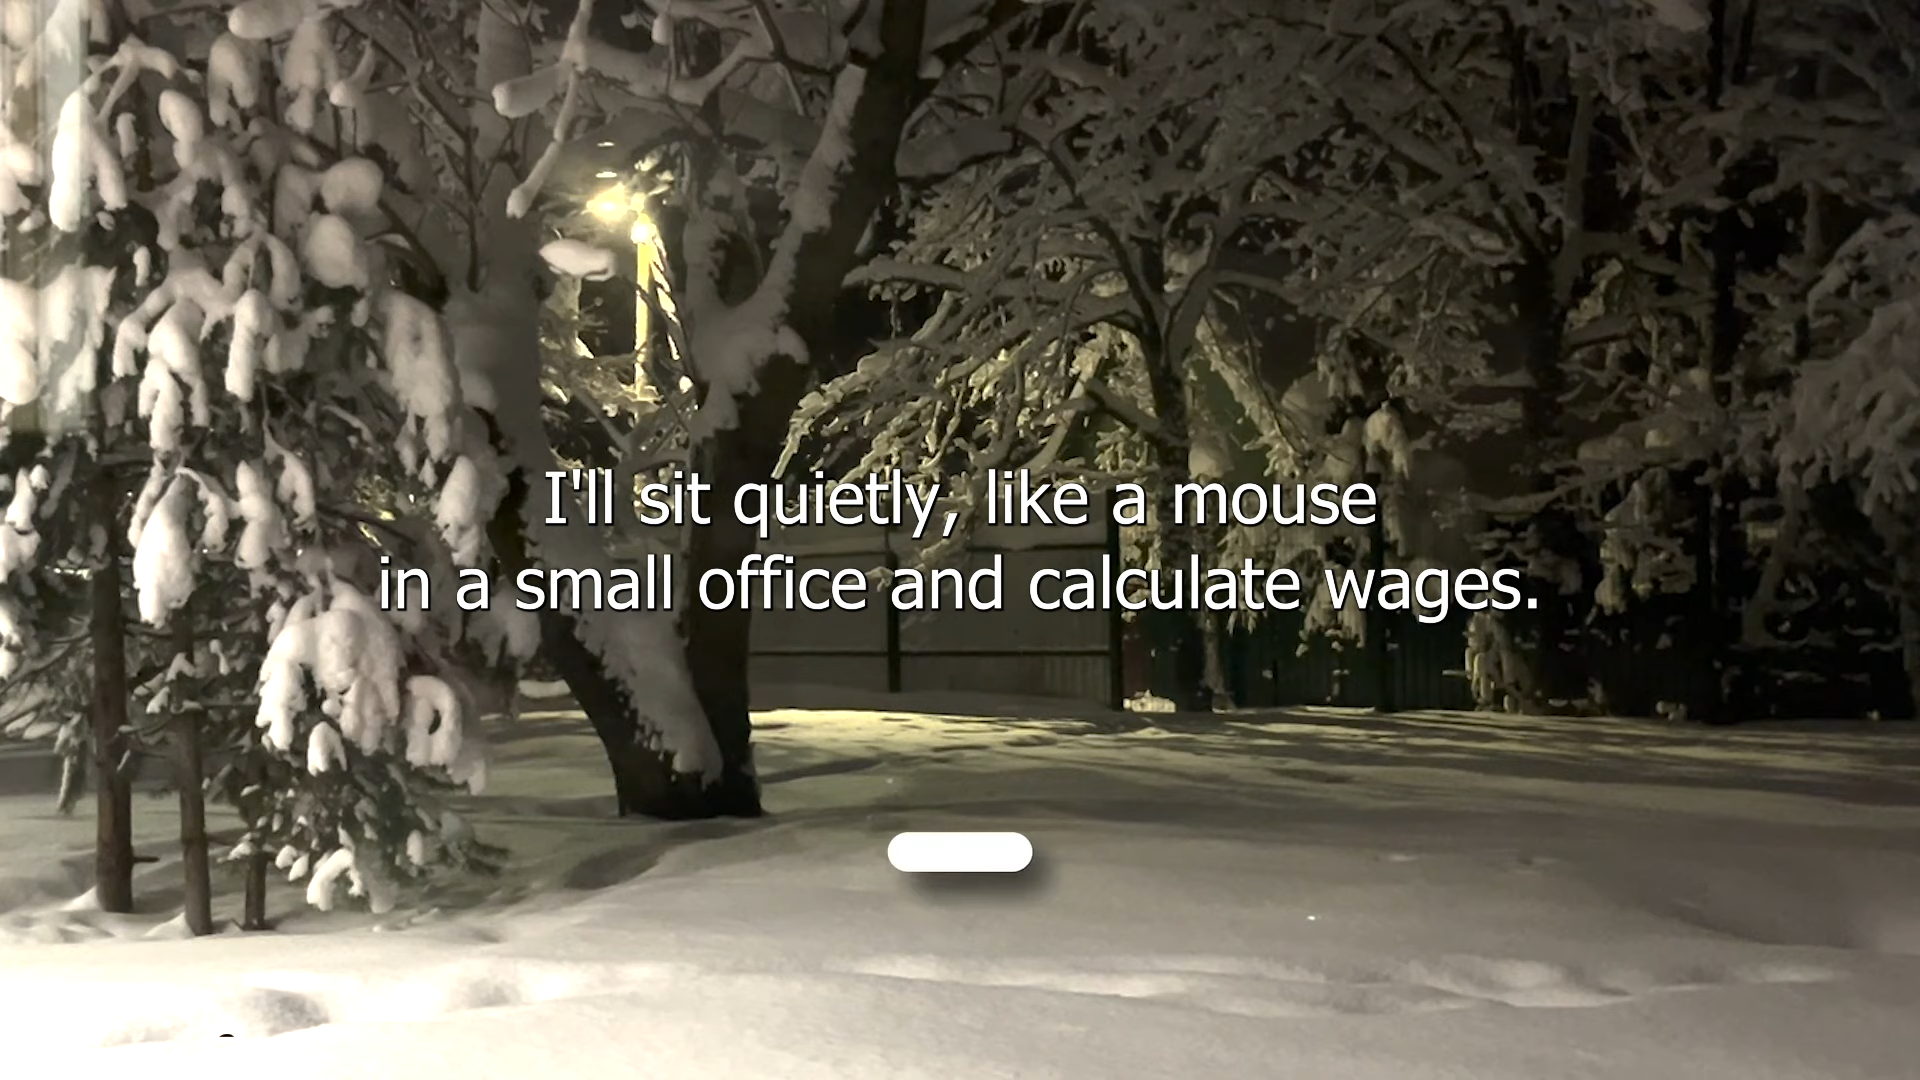 I'll sit quietly, like a mouse
in a small office and calculate wages.